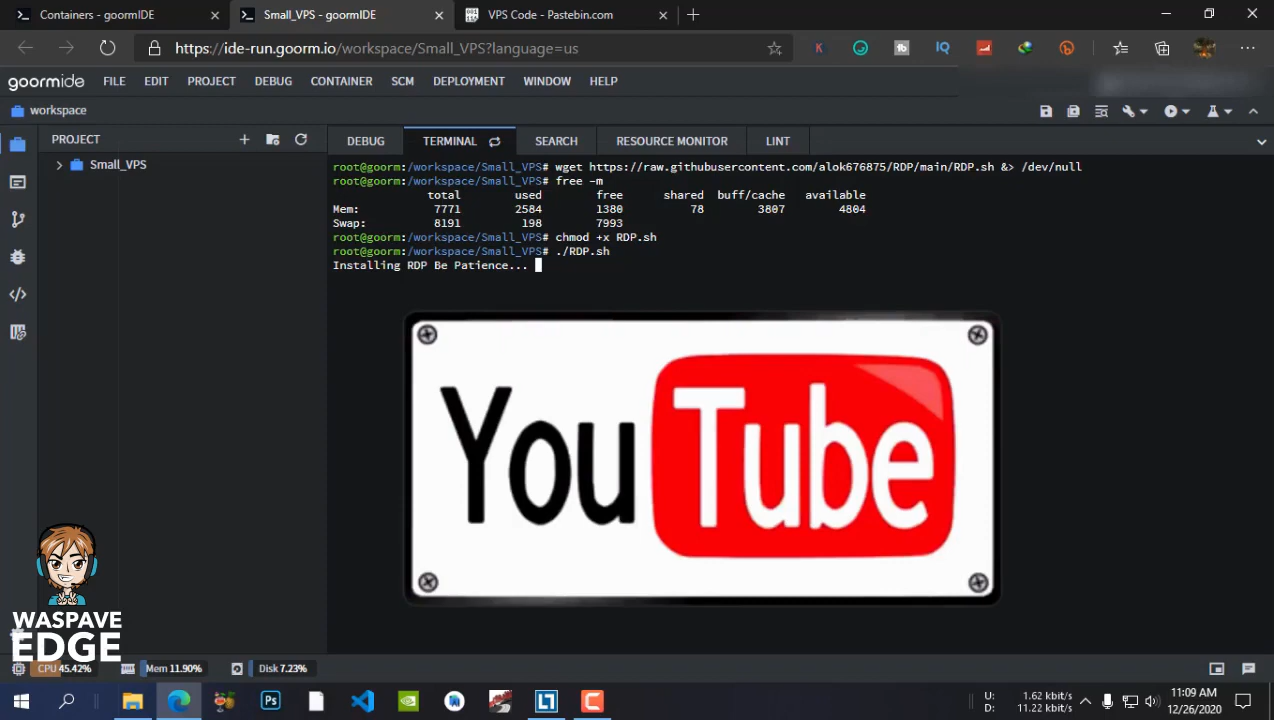 Containers - goormIDE
Small_VPS - goormIDE
VPS Code - Pastebin.com
https://ide-run.goorm.io/workspace/Small_VPS?language=us
K
IQ
goormide FILE EDIT PROJECT DEBUG CONTAINER SCM DEPLOYMENT WINDOW HELP
workspace
PROJECT
DEBUG TERMINAL SEARCH RESOURCE MONITOR LINT
Small_VPS
root@goorm:/workspace/Small_VPS# wget https://raw.githubusercontent.com/alok676875/RDP/main/RDP.sh &> /dev/null
root@goorm:/workspace/Small_VPS# free -m
total used free shared buff/cache available
Mem: 7771 2584 1380 78 3807 4804
Swap: 8191 198 7993
root@goorm:/workspace/Small_VPS# chmod +x RDP.sh
root@goorm:/workspace/Small_VPS# ./RDP.sh
Installing RDP Be Patience...
YouTube
WASPAVE
EDGE
CPU 45.42% Mem 11.90% Disk 7.23%
Ps
U: 1.62 kbit/s
D: 11.22 kbit/s
11:09 AM
12/26/2020